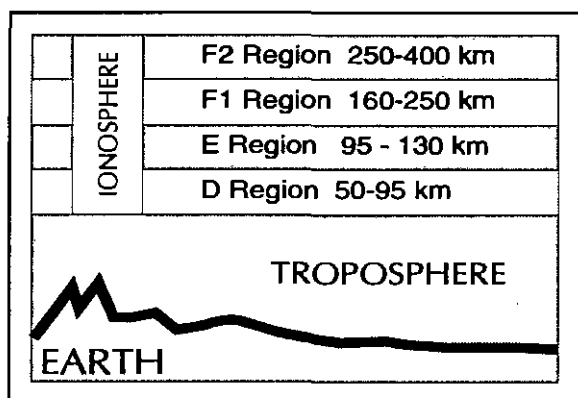 IONOSPHERE
F2 Region 250-400 km
F1 Region 160-250 km
E Region 95 - 130 km
D Region 50-95 km
TROPOSPHERE
EARTH